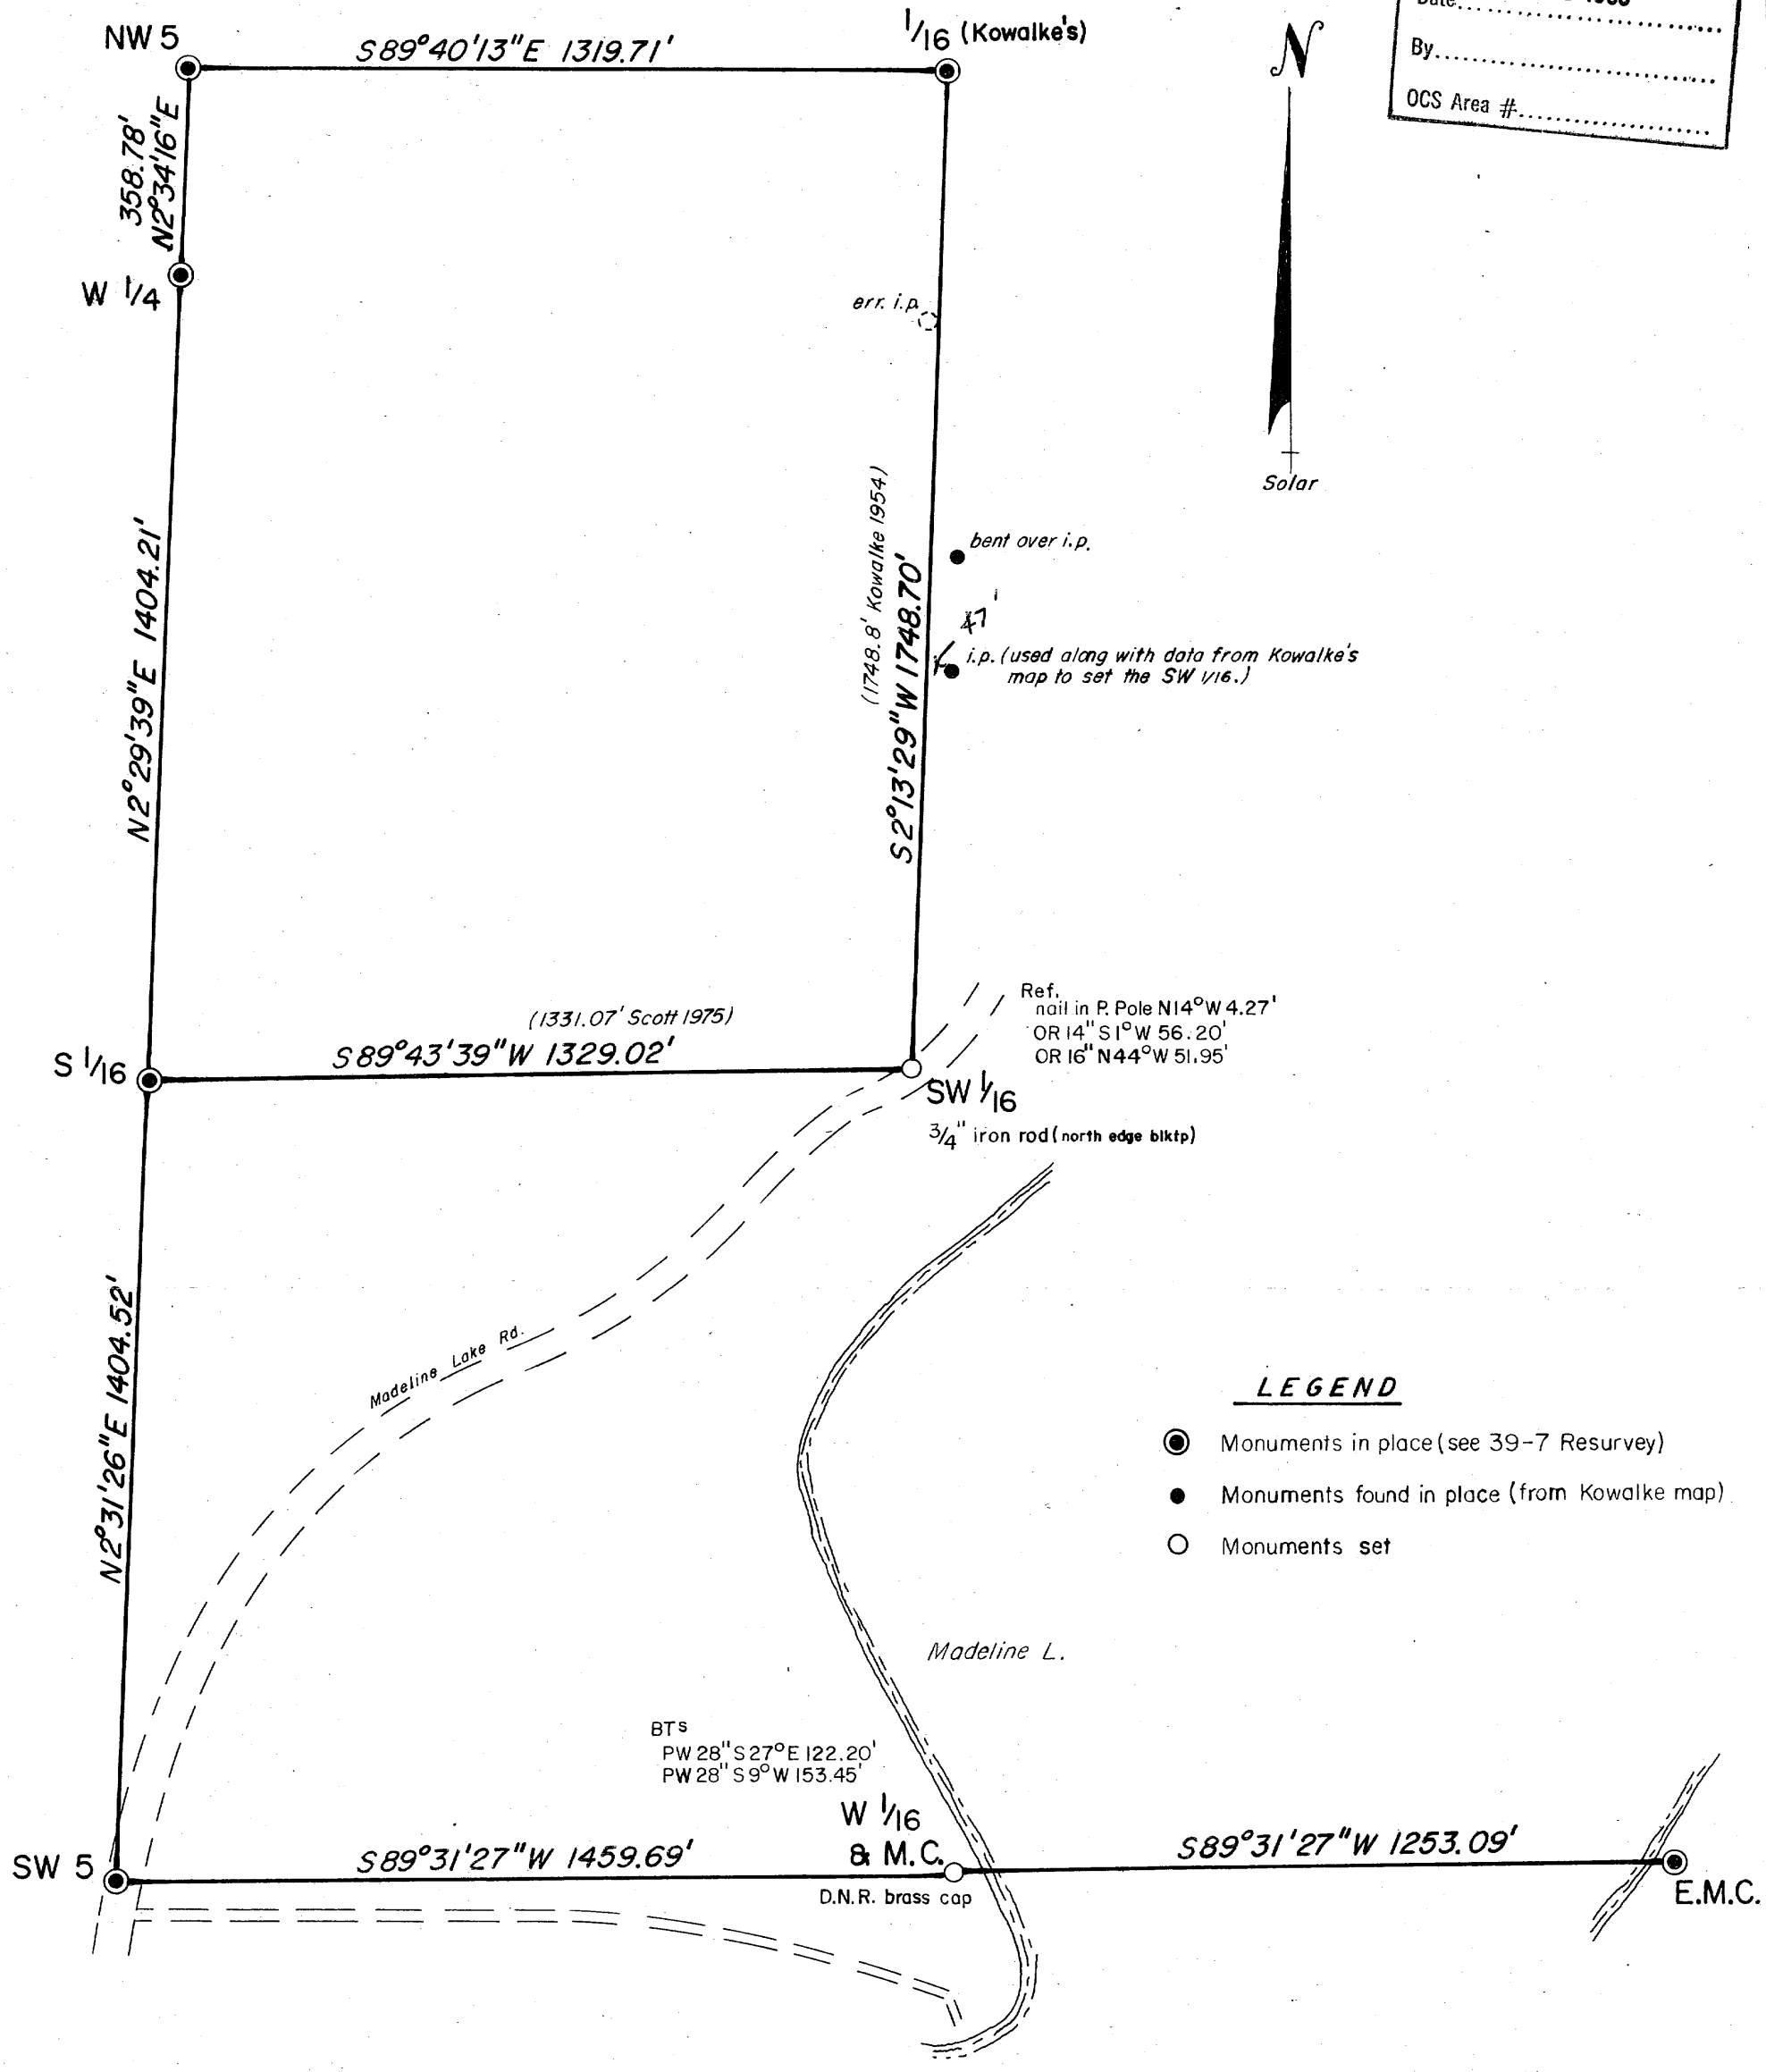 NW 5
S89°40'13"E 1319.71'
1/16 (Kowalke's)
N
By
OCS Area #
358.78'
N2°34'16"E
W 1/4
err. i.p.
Solar
(1748.8' Kowalke 1954)
S2°13'29"W 1748.70'
bent over i.p.
47'
i.p. (used along with data from Kowalke's
map to set the SW 1/16.)
N2°29'39"E 1404.21'
(1331.07' Scott 1975)
S89°43'39"W 1329.02'
S 1/16
Ref.
nail in P. Pole N14°W 4.27'
OR 14" S1°W 56.20'
OR 16" N44°W 51.95'
SW 1/16
3/4" iron rod (north edge blktp)
N2°31'26"E 1404.52'
Madeline Lake Rd.
LEGEND
Monuments in place (see 39-7 Resurvey)
Monuments found in place (from Kowalke map)
Monuments set
Madeline L.
BTs
PW 28" S27°E 122.20'
PW 28" S9°W 153.45'
W 1/16
& M.C.
SW 5
S89°31'27"W 1459.69'
D.N.R. brass cap
S89°31'27"W 1253.09'
E.M.C.